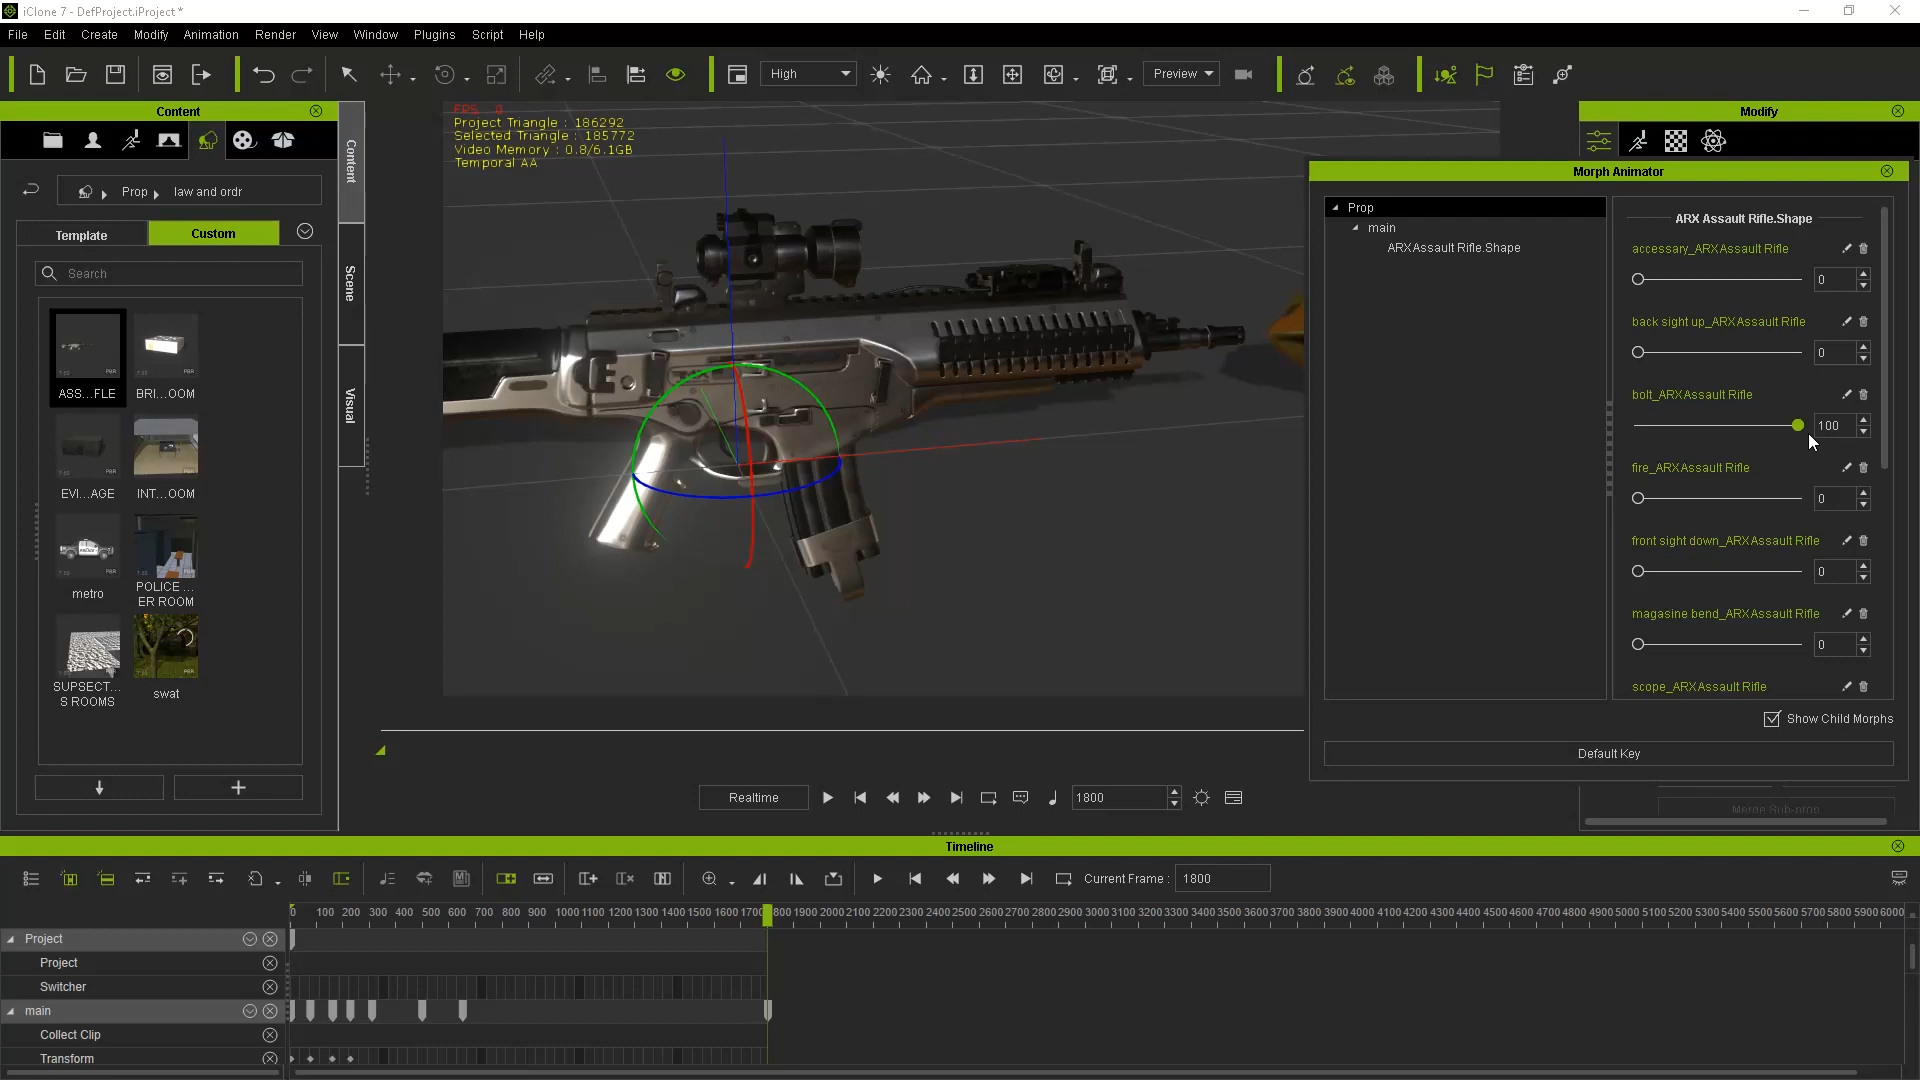 iClone 7 - DefProject.iProject *
File Edit Create Modify Animation Render View Window Plugins Script Help
High
Preview
Content
Modify
Prop law and ordr
Template
Custom
Search
ASS...FLE
BRI...OOM
EVI...AGE
INT...OOM
metro
POLICE ...
ER ROOM
SUPSECT...
S ROOMS
swat
Content
Scene
Visual
FPS 0
Project Triangle : 186292
Selected Triangle : 185772
Video Memory : 0.8/6.1GB
Temporal AA
Morph Animator
Prop
main
ARXAssault Rifle.Shape
ARX Assault Rifle.Shape
accessary_ARXAssault Rifle
0
back sight up_ARXAssault Rifle
0
bolt_ARXAssault Rifle
100
fire_ARXAssault Rifle
0
front sight down_ARXAssault Rifle
0
magasine bend_ARXAssault Rifle
0
scope_ARXAssault Rifle
Show Child Morphs
Default Key
Merge Sub-prop
Realtime
1800
Timeline
Current Frame : 1800
0 100 200 300 400 500 600 700 800 900 1000 1100 1200 1300 1400 1500 1600 1700 800 1900 2000 2100 2200 2300 2400 2500 2600 2700 2800 2900 3000 3100 3200 3300 3400 3500 3600 3700 3800 3900 4000 4100 4200 4300 4400 4500 4600 4700 4800 4900 5000 5100 5200 5300 5400 5500 5600 5700 5800 5900 6000
Project
Project
Switcher
main
Collect Clip
Transform